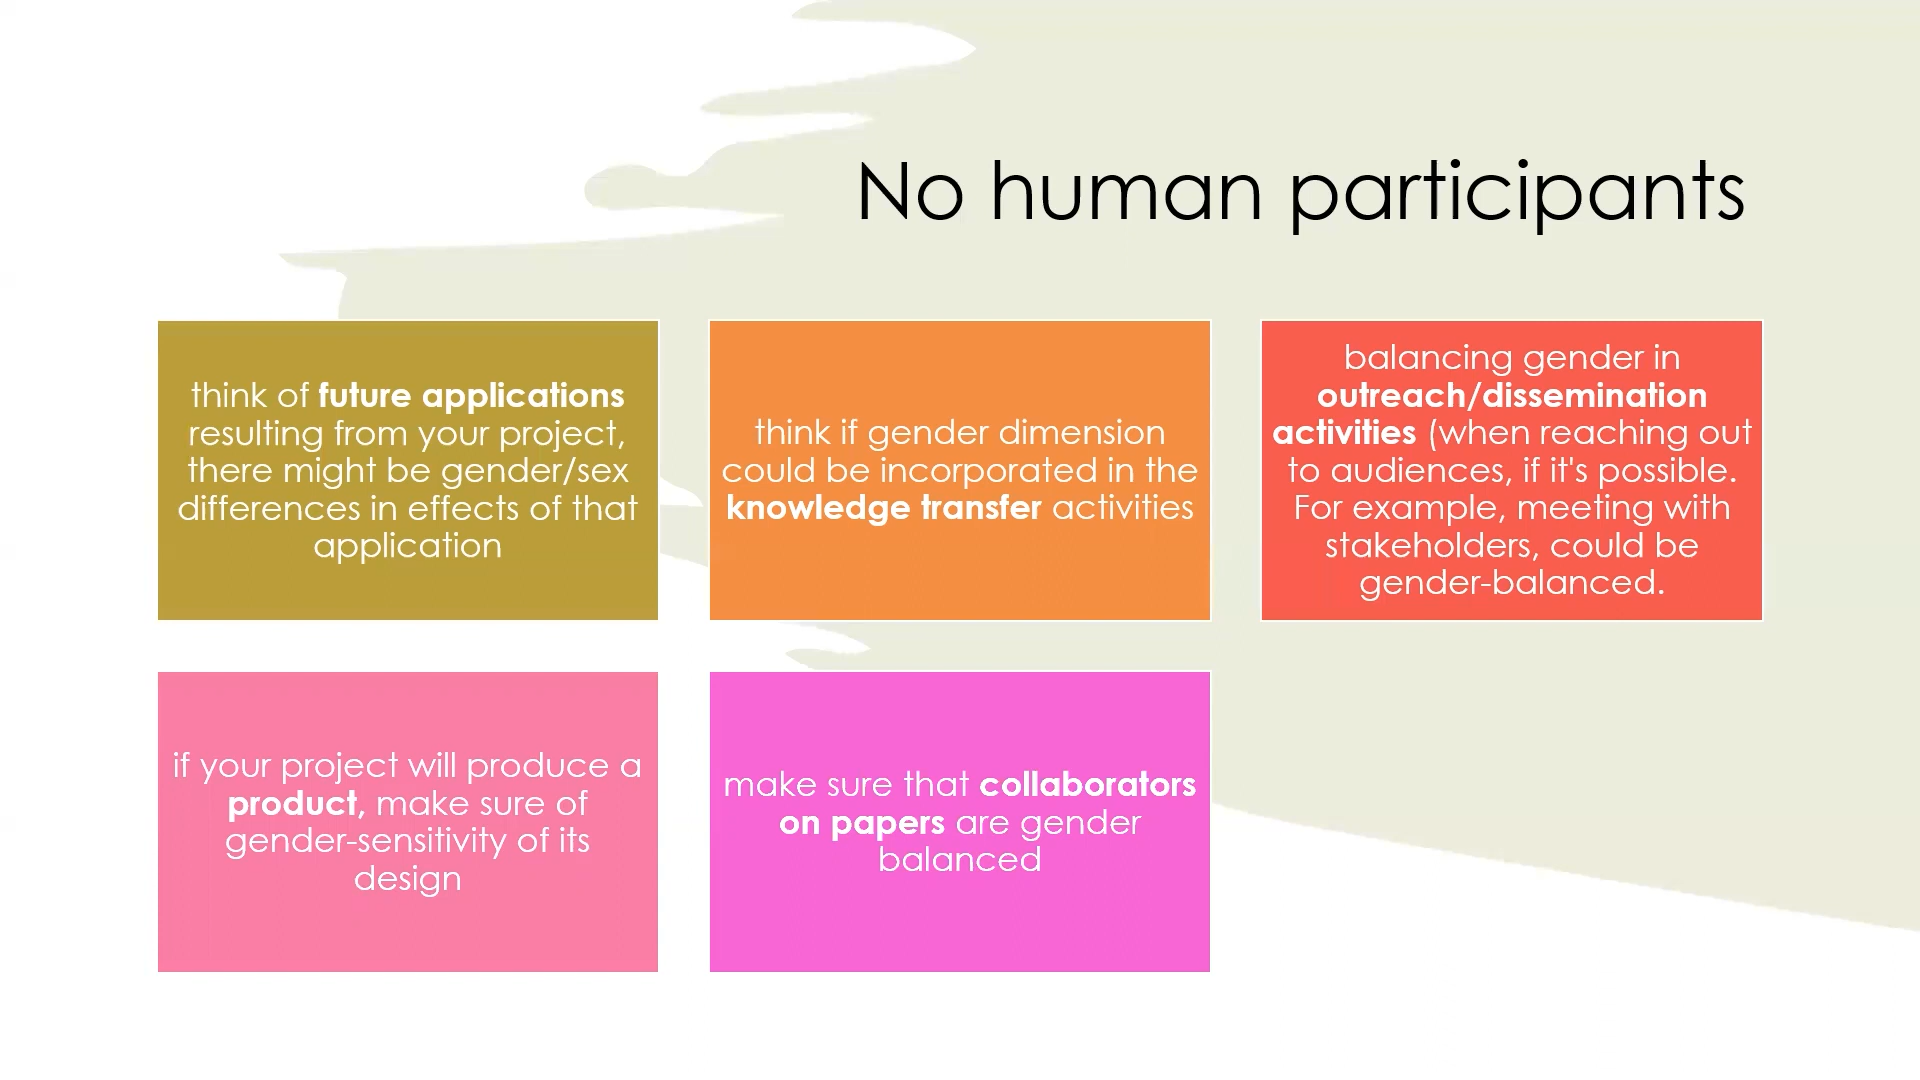 No human participants
think of future applications
resulting from your project,
there might be gender/sex
differences in effects of that
application
think if gender dimension
could be incorporated in the
knowledge transfer activities
balancing gender in
outreach/dissemination
activities (when reaching out
to audiences, if it's possible.
For example, meeting with
stakeholders, could be
gender-balanced.
if your project will produce a
product, make sure of
gender-sensitivity of its
design
make sure that collaborators
on papers are gender
balanced